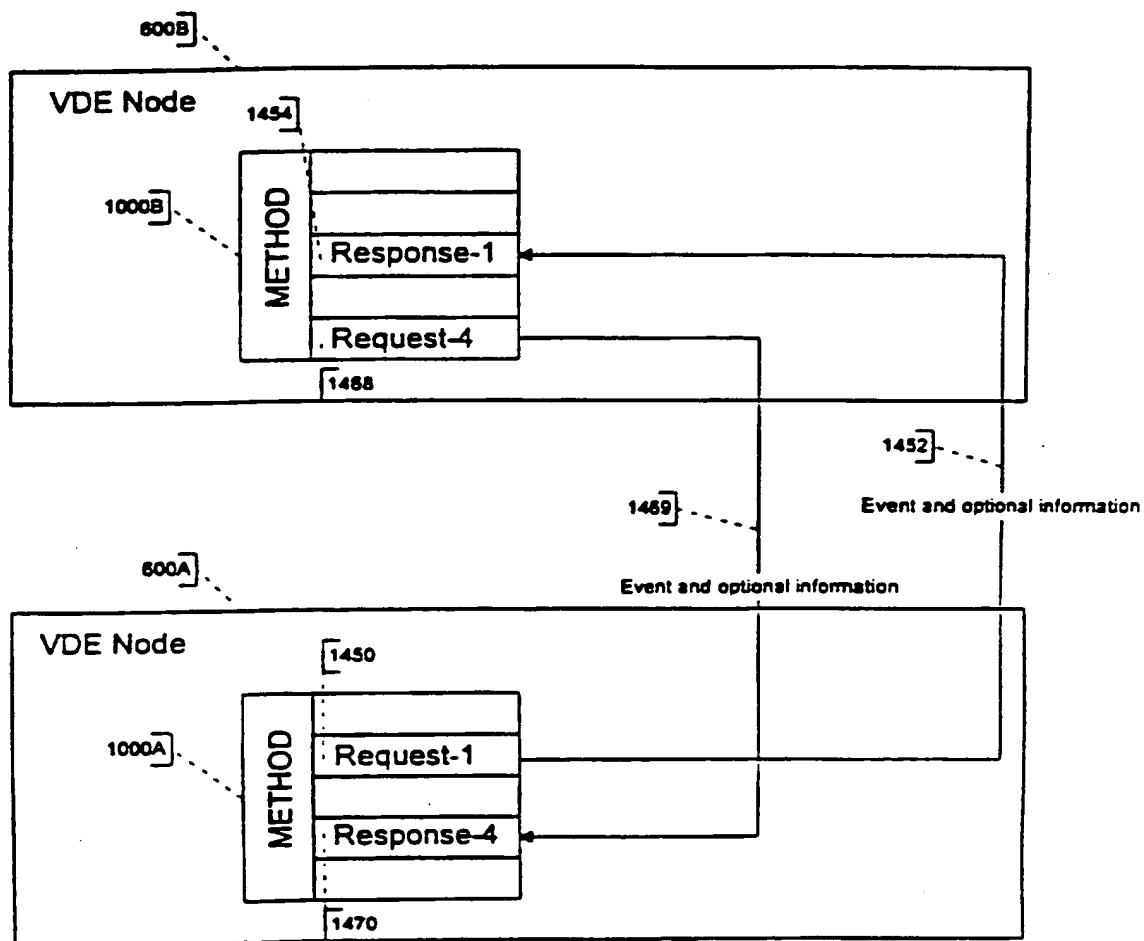 600B
VDE Node
1454
1000B
METHOD
Response-1
Request-4
1468
1452
Event and optional information
1469
Event and optional information
600A
VDE Node
1450
1000A
METHOD
Request-1
Response-4
1470